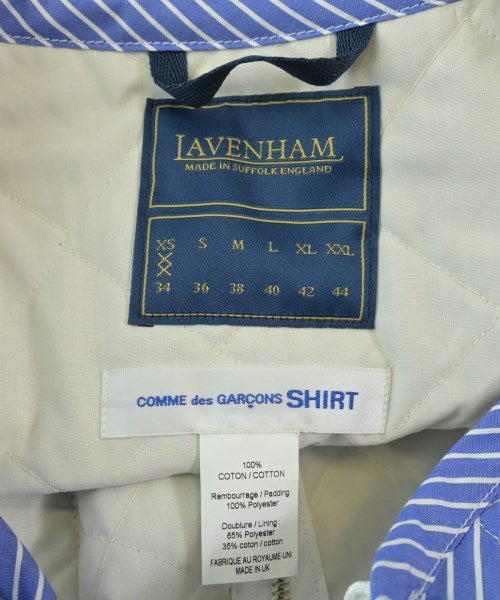 LAVENHAM
MADE IN SUFFOLK ENGLAND
XS S M L XL XXL
34 36 38 40 42 44
COMME des GARÇONS SHIRT
100%
COTON / COTTON
Rembourrage / Padding
100% Polyester
Doublure / Lining
65% Polyester
35% coton / cotton
FABRIQUE AU ROYAUME-UNI
MADE IN UK